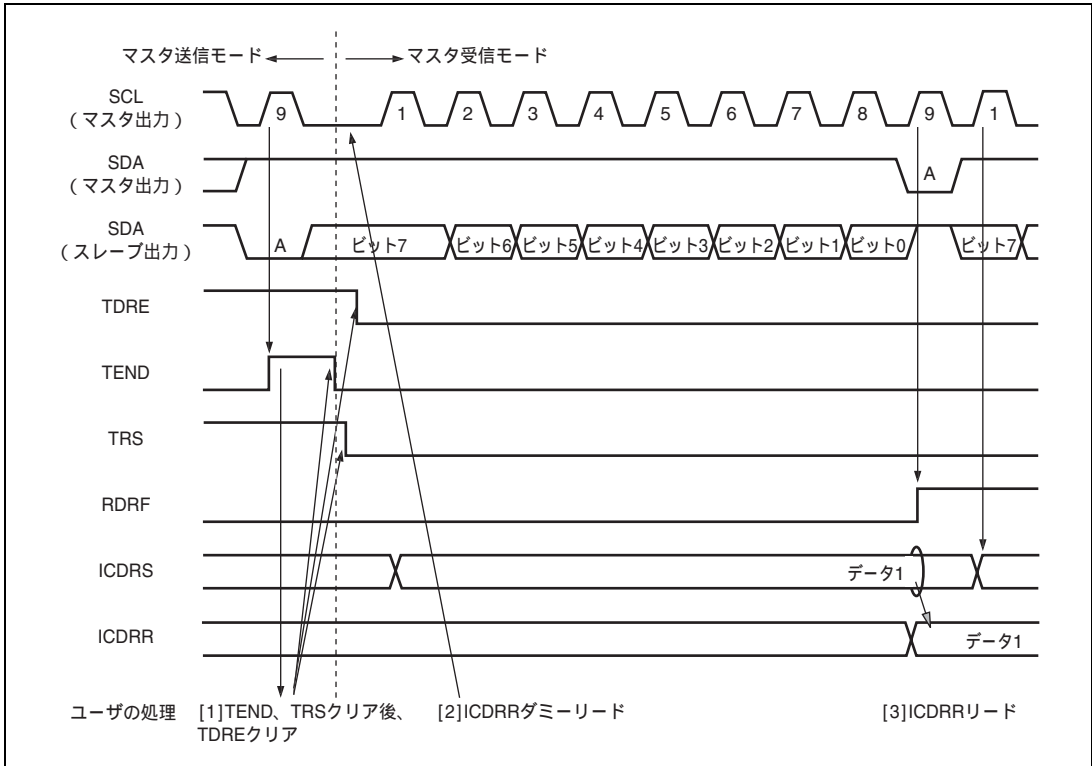 マスタ送信モード
マスタ受信モード
SCL
（マスタ出力）
9
1
2
3
4
5
6
7
8
9
1
SDA
（マスタ出力）
A
SDA
（スレーブ出力）
A
ビット7
ビット6
ビット5
ビット4
ビット3
ビット2
ビット1
ビット0
ビット7
TDRE
TEND
TRS
RDRF
ICDRS
データ1
ICDRR
データ1
ユーザの処理
[1]TEND、TRSクリア後、
TDREクリア
[2]ICDRRダミーリード
[3]ICDRRリード